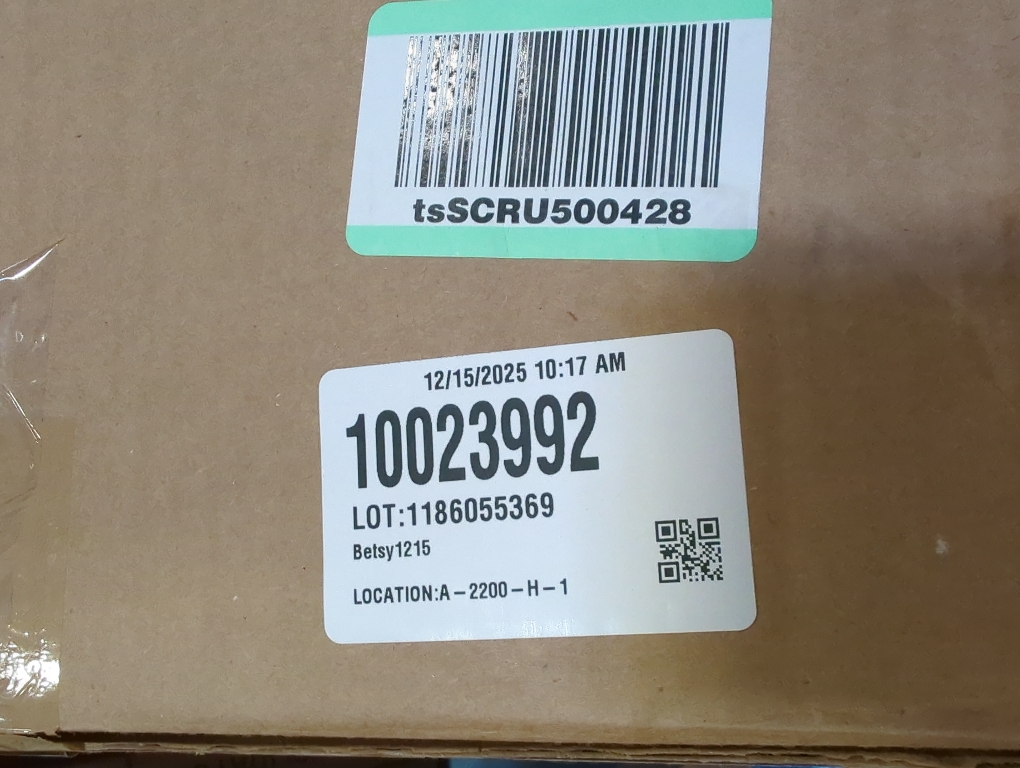 tsSCRU500428
12/15/2025 10:17 AM
10023992
LOT:1186055369
Betsy1215
LOCATION:A-2200-H-1